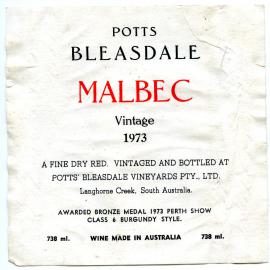 POTTS
BLEASDALE
MALBEC
Vintage
1973
A FINE DRY RED. VINTAGED AND BOTTLED AT
POTTS' BLEASDALE VINEYARDS PTY., LTD.
Langhorne Creek, South Australia.
AWARDED BRONZE MEDAL 1973 PERTH SHOW
CLASS 6 BURGUNDY STYLE.
738 ml. WINE MADE IN AUSTRALIA 738 ml.